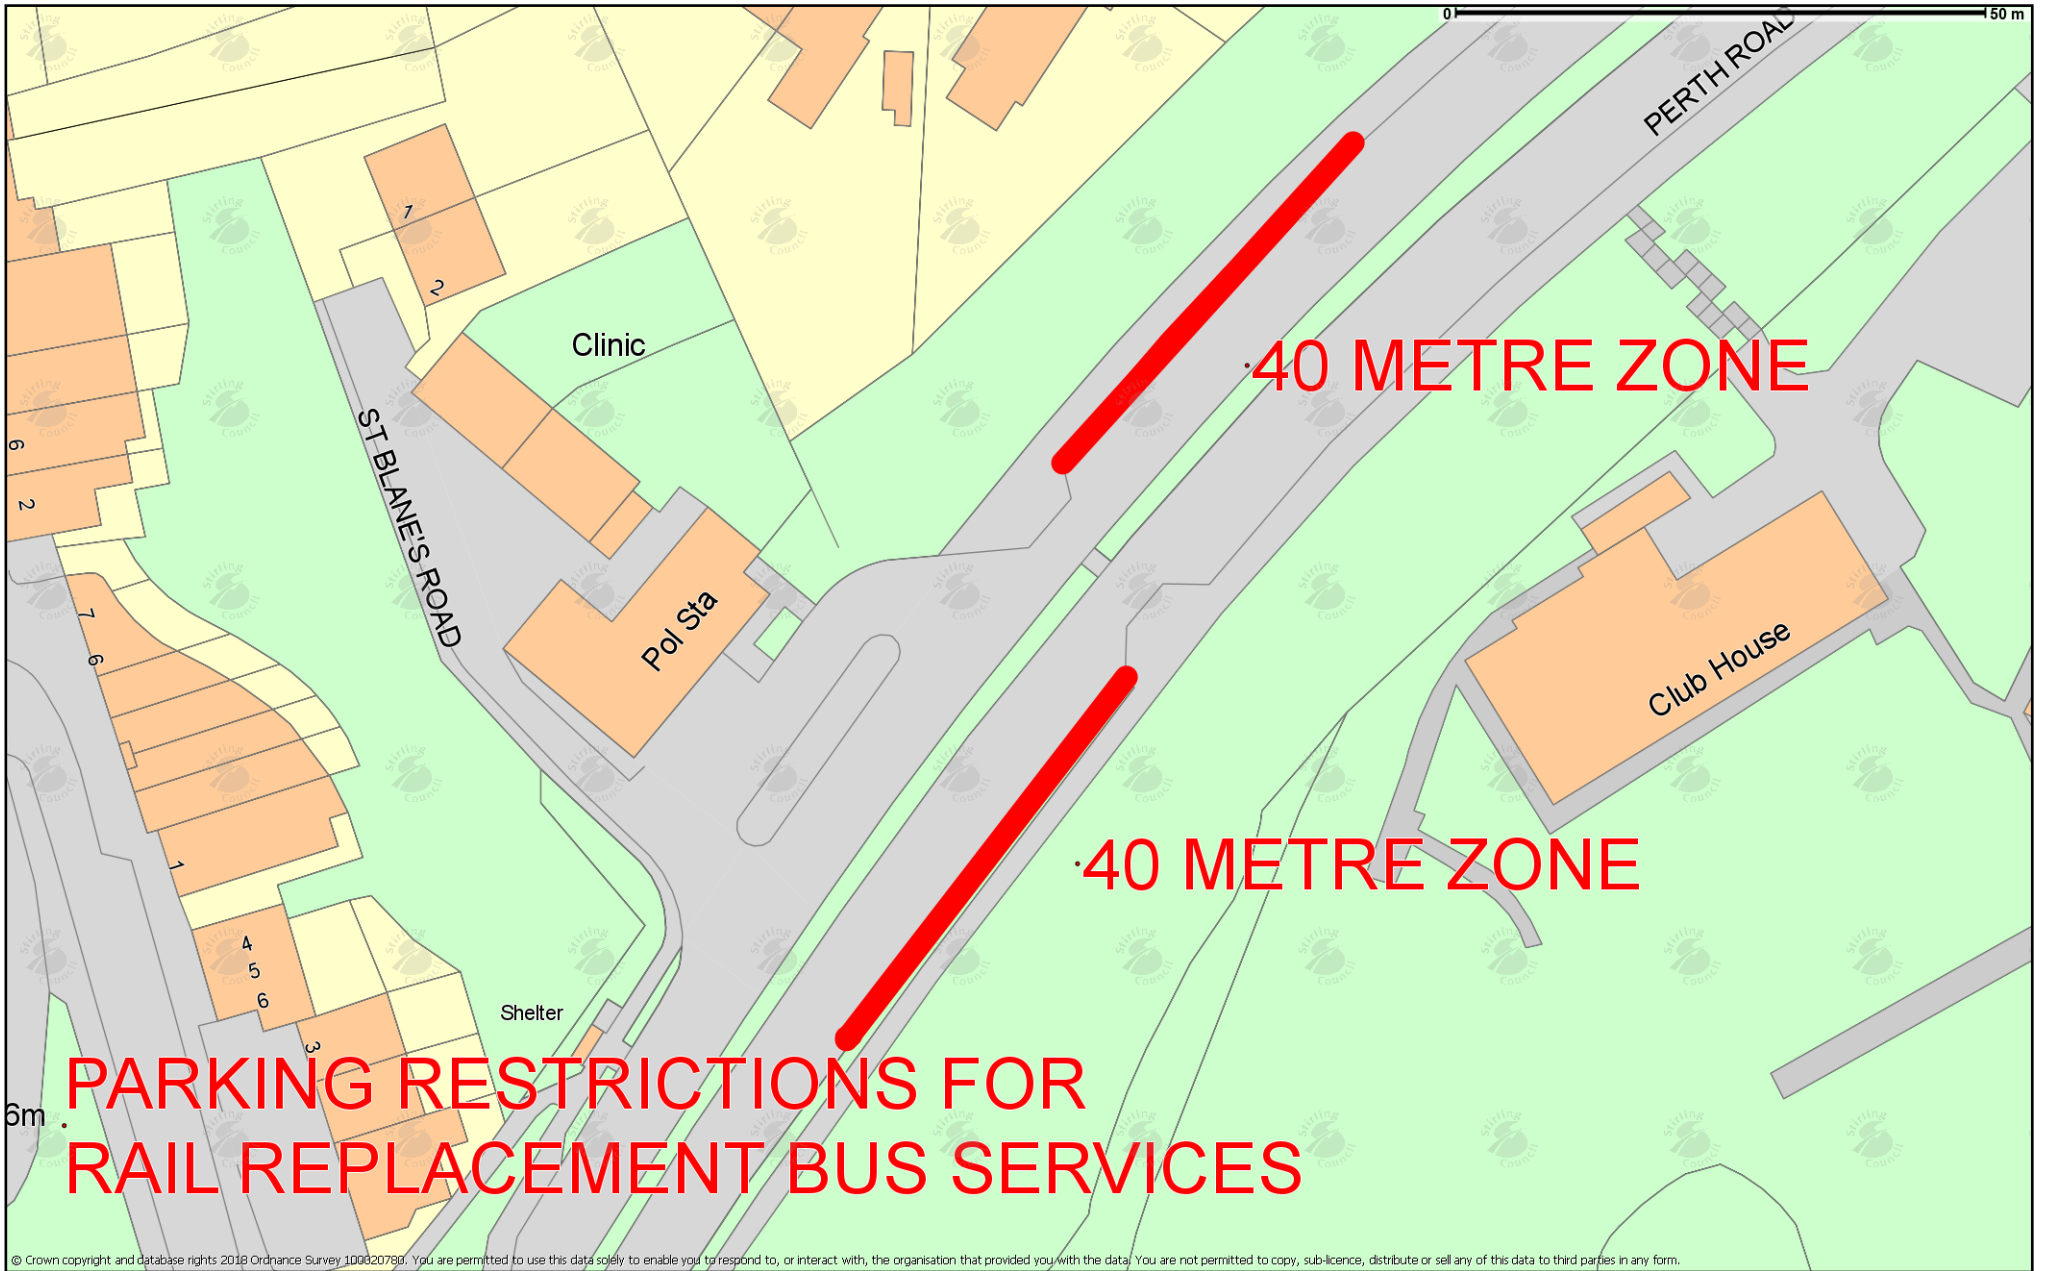 0
50 m
PERTH ROAD
1
2
Clinic
40 METRE ZONE
ST BLANE'S ROAD
6
2
Pol Sta
7
6
Club House
1
40 METRE ZONE
4
5
6
Shelter
3
6m
PARKING RESTRICTIONS FOR
RAIL REPLACEMENT BUS SERVICES
© Crown copyright and database rights 2018 Ordnance Survey 100020780. You are permitted to use this data solely to enable you to respond to, or interact with, the organisation that provided you with the data. You are not permitted to copy, sub-licence, distribute or sell any of this data to third parties in any form.
Stirling Council